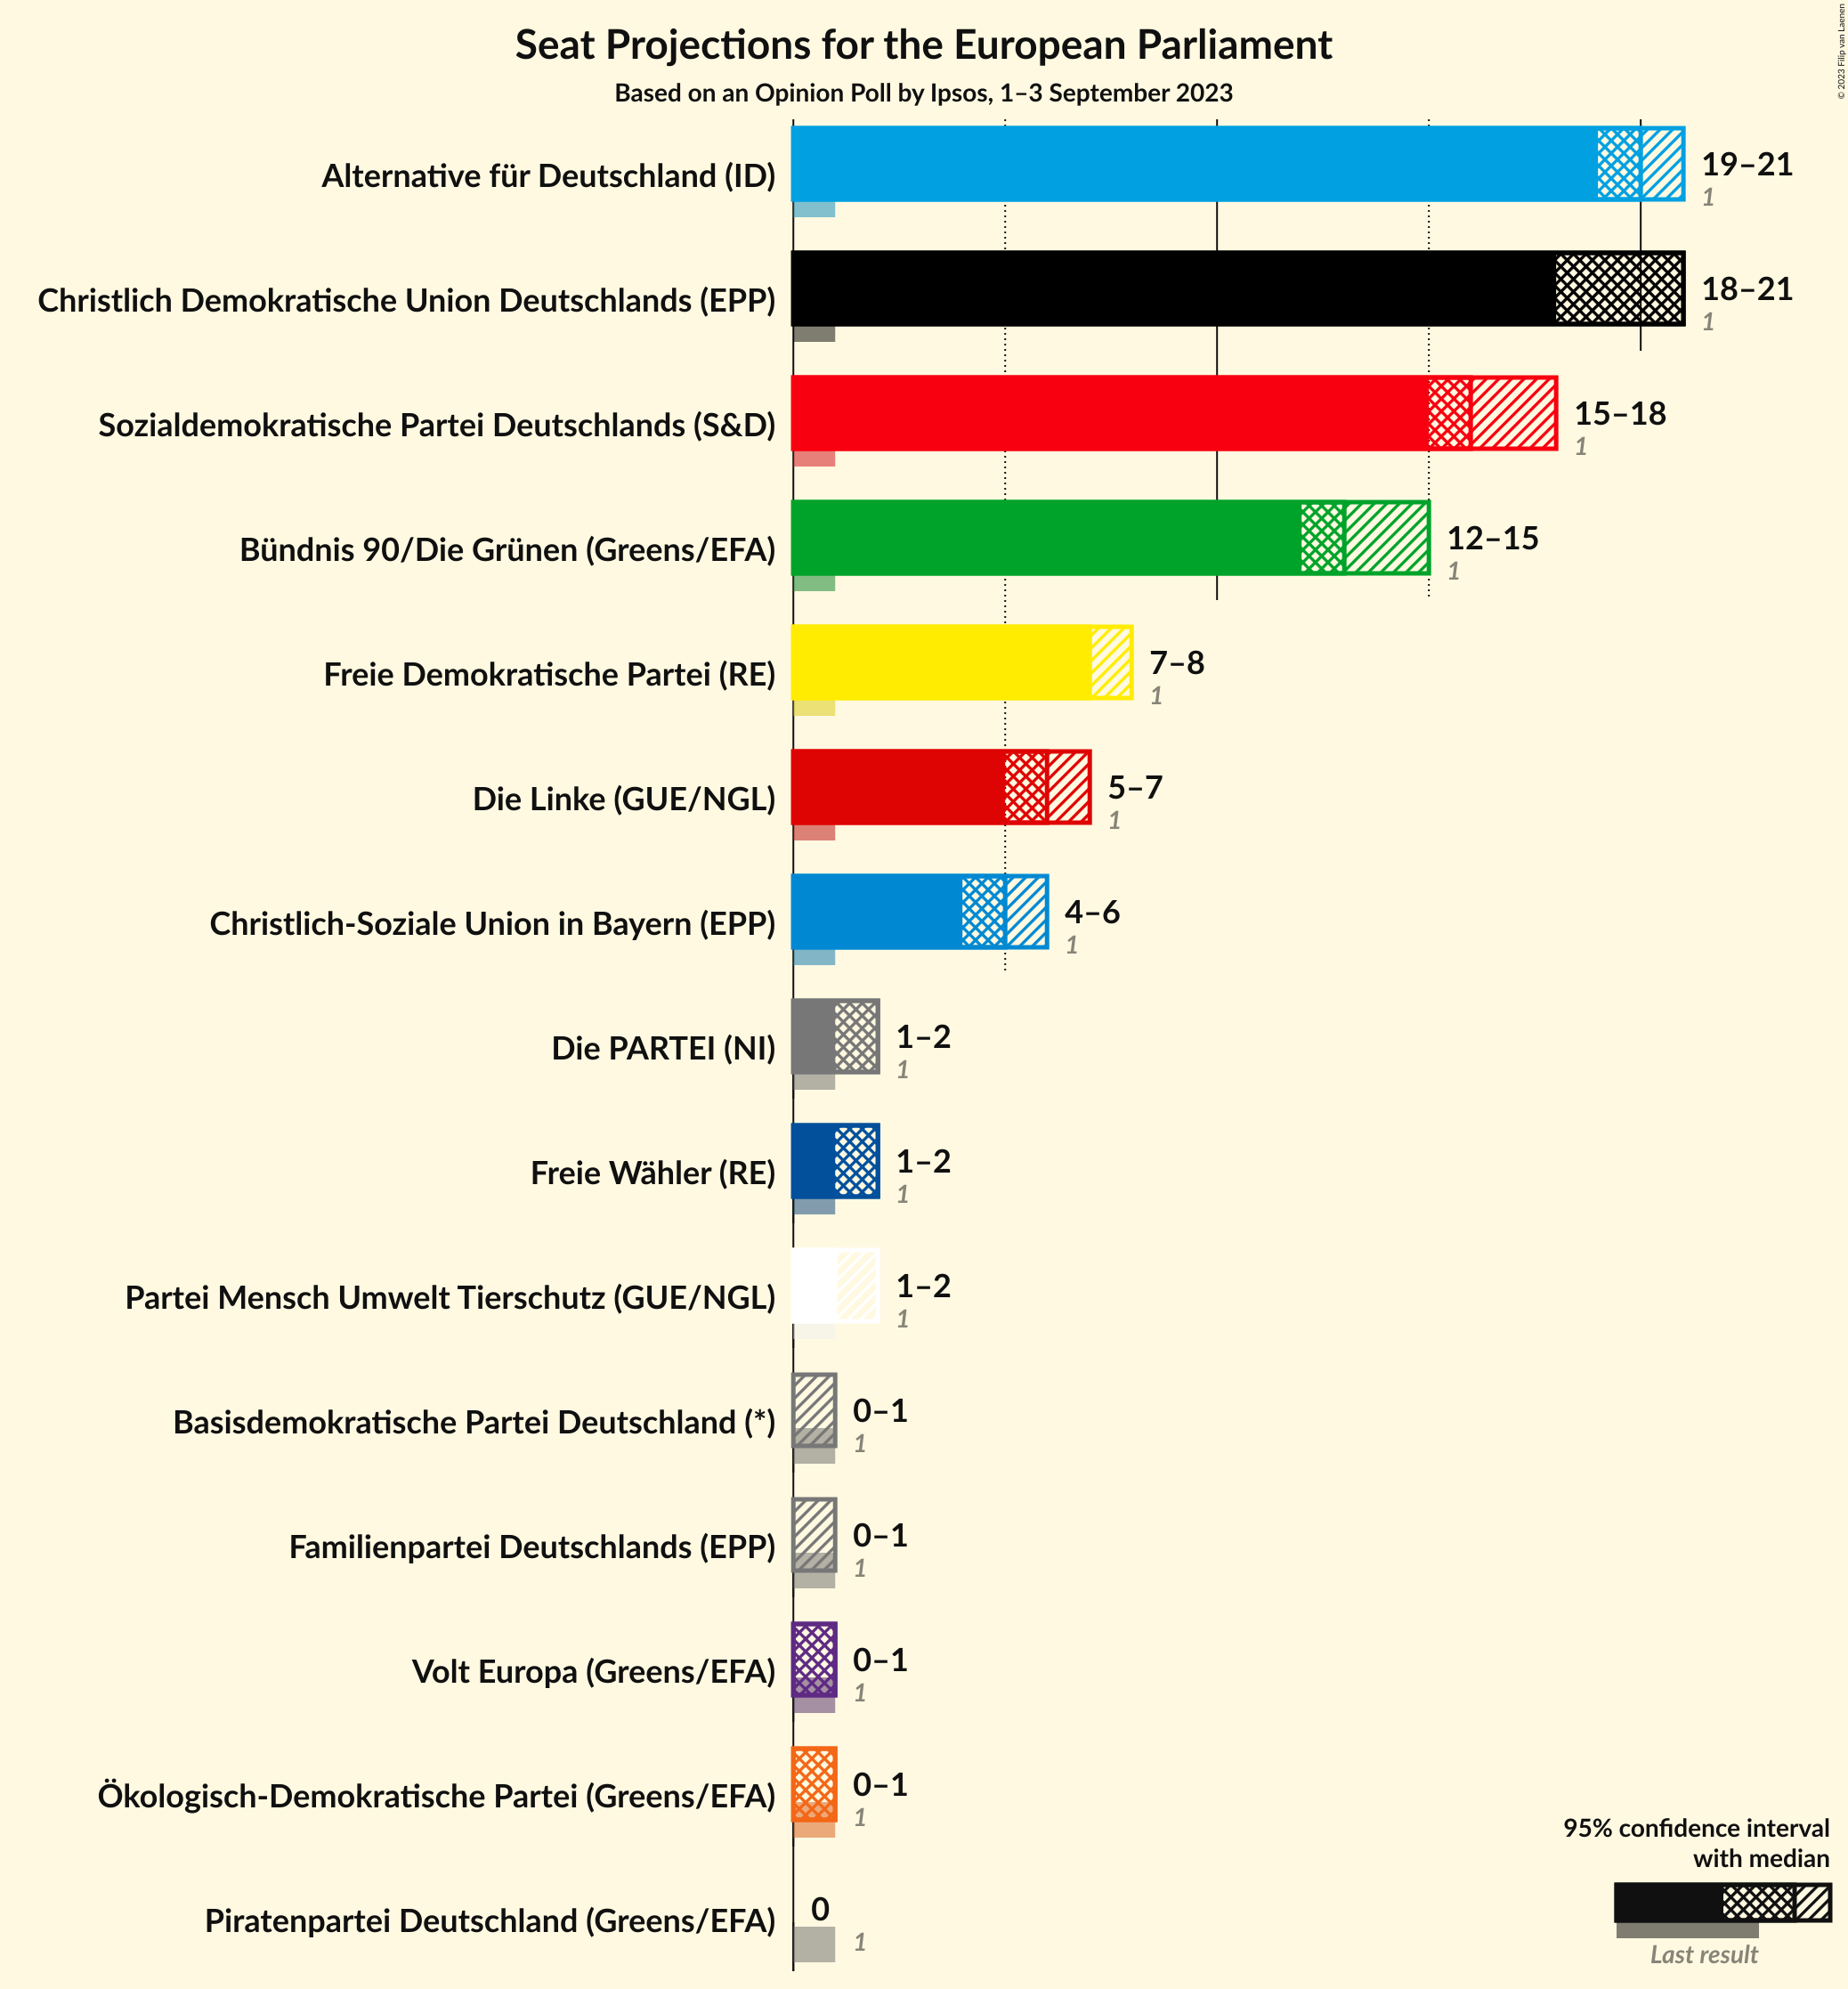 Seat Projections for the European Parliament
Based on an Opinion Poll by Ipsos, 1–3 September 2023
© 2023 Filip van Laenen
Alternative für Deutschland (ID)
19–21
1
Christlich Demokratische Union Deutschlands (EPP)
18–21
1
Sozialdemokratische Partei Deutschlands (S&D)
15–18
1
Bündnis 90/Die Grünen (Greens/EFA)
12–15
1
Freie Demokratische Partei (RE)
7–8
1
Die Linke (GUE/NGL)
5–7
1
Christlich-Soziale Union in Bayern (EPP)
4–6
1
Die PARTEI (NI)
1–2
1
Freie Wähler (RE)
1–2
1
Partei Mensch Umwelt Tierschutz (GUE/NGL)
1–2
1
Basisdemokratische Partei Deutschland (*)
0–1
1
Familienpartei Deutschlands (EPP)
0–1
1
Volt Europa (Greens/EFA)
0–1
1
Ökologisch-Demokratische Partei (Greens/EFA)
0–1
1
Piratenpartei Deutschland (Greens/EFA)
0
1
95% confidence interval
with median
Last result